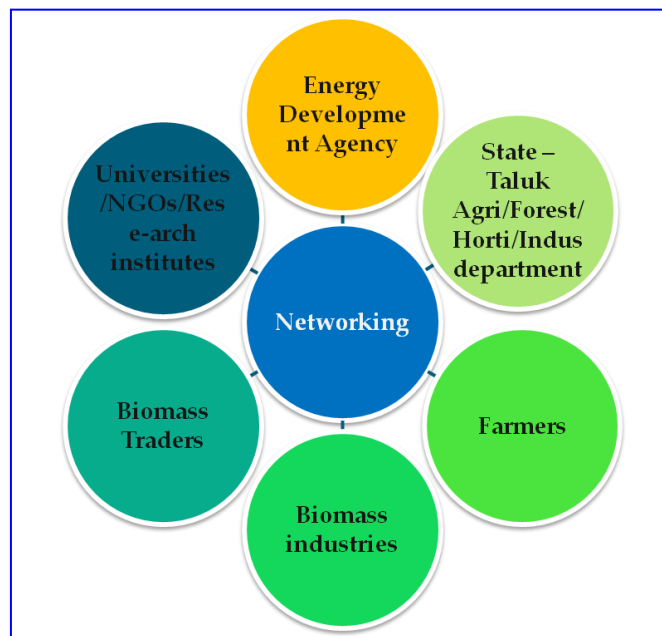 Energy
Developme
nt Agency
State –
Taluk
Agri/Forest/
Horti/Indus
department
Farmers
Biomass
industries
Biomass
Traders
Universities
/NGOs/Res
e-arch
institutes
Networking